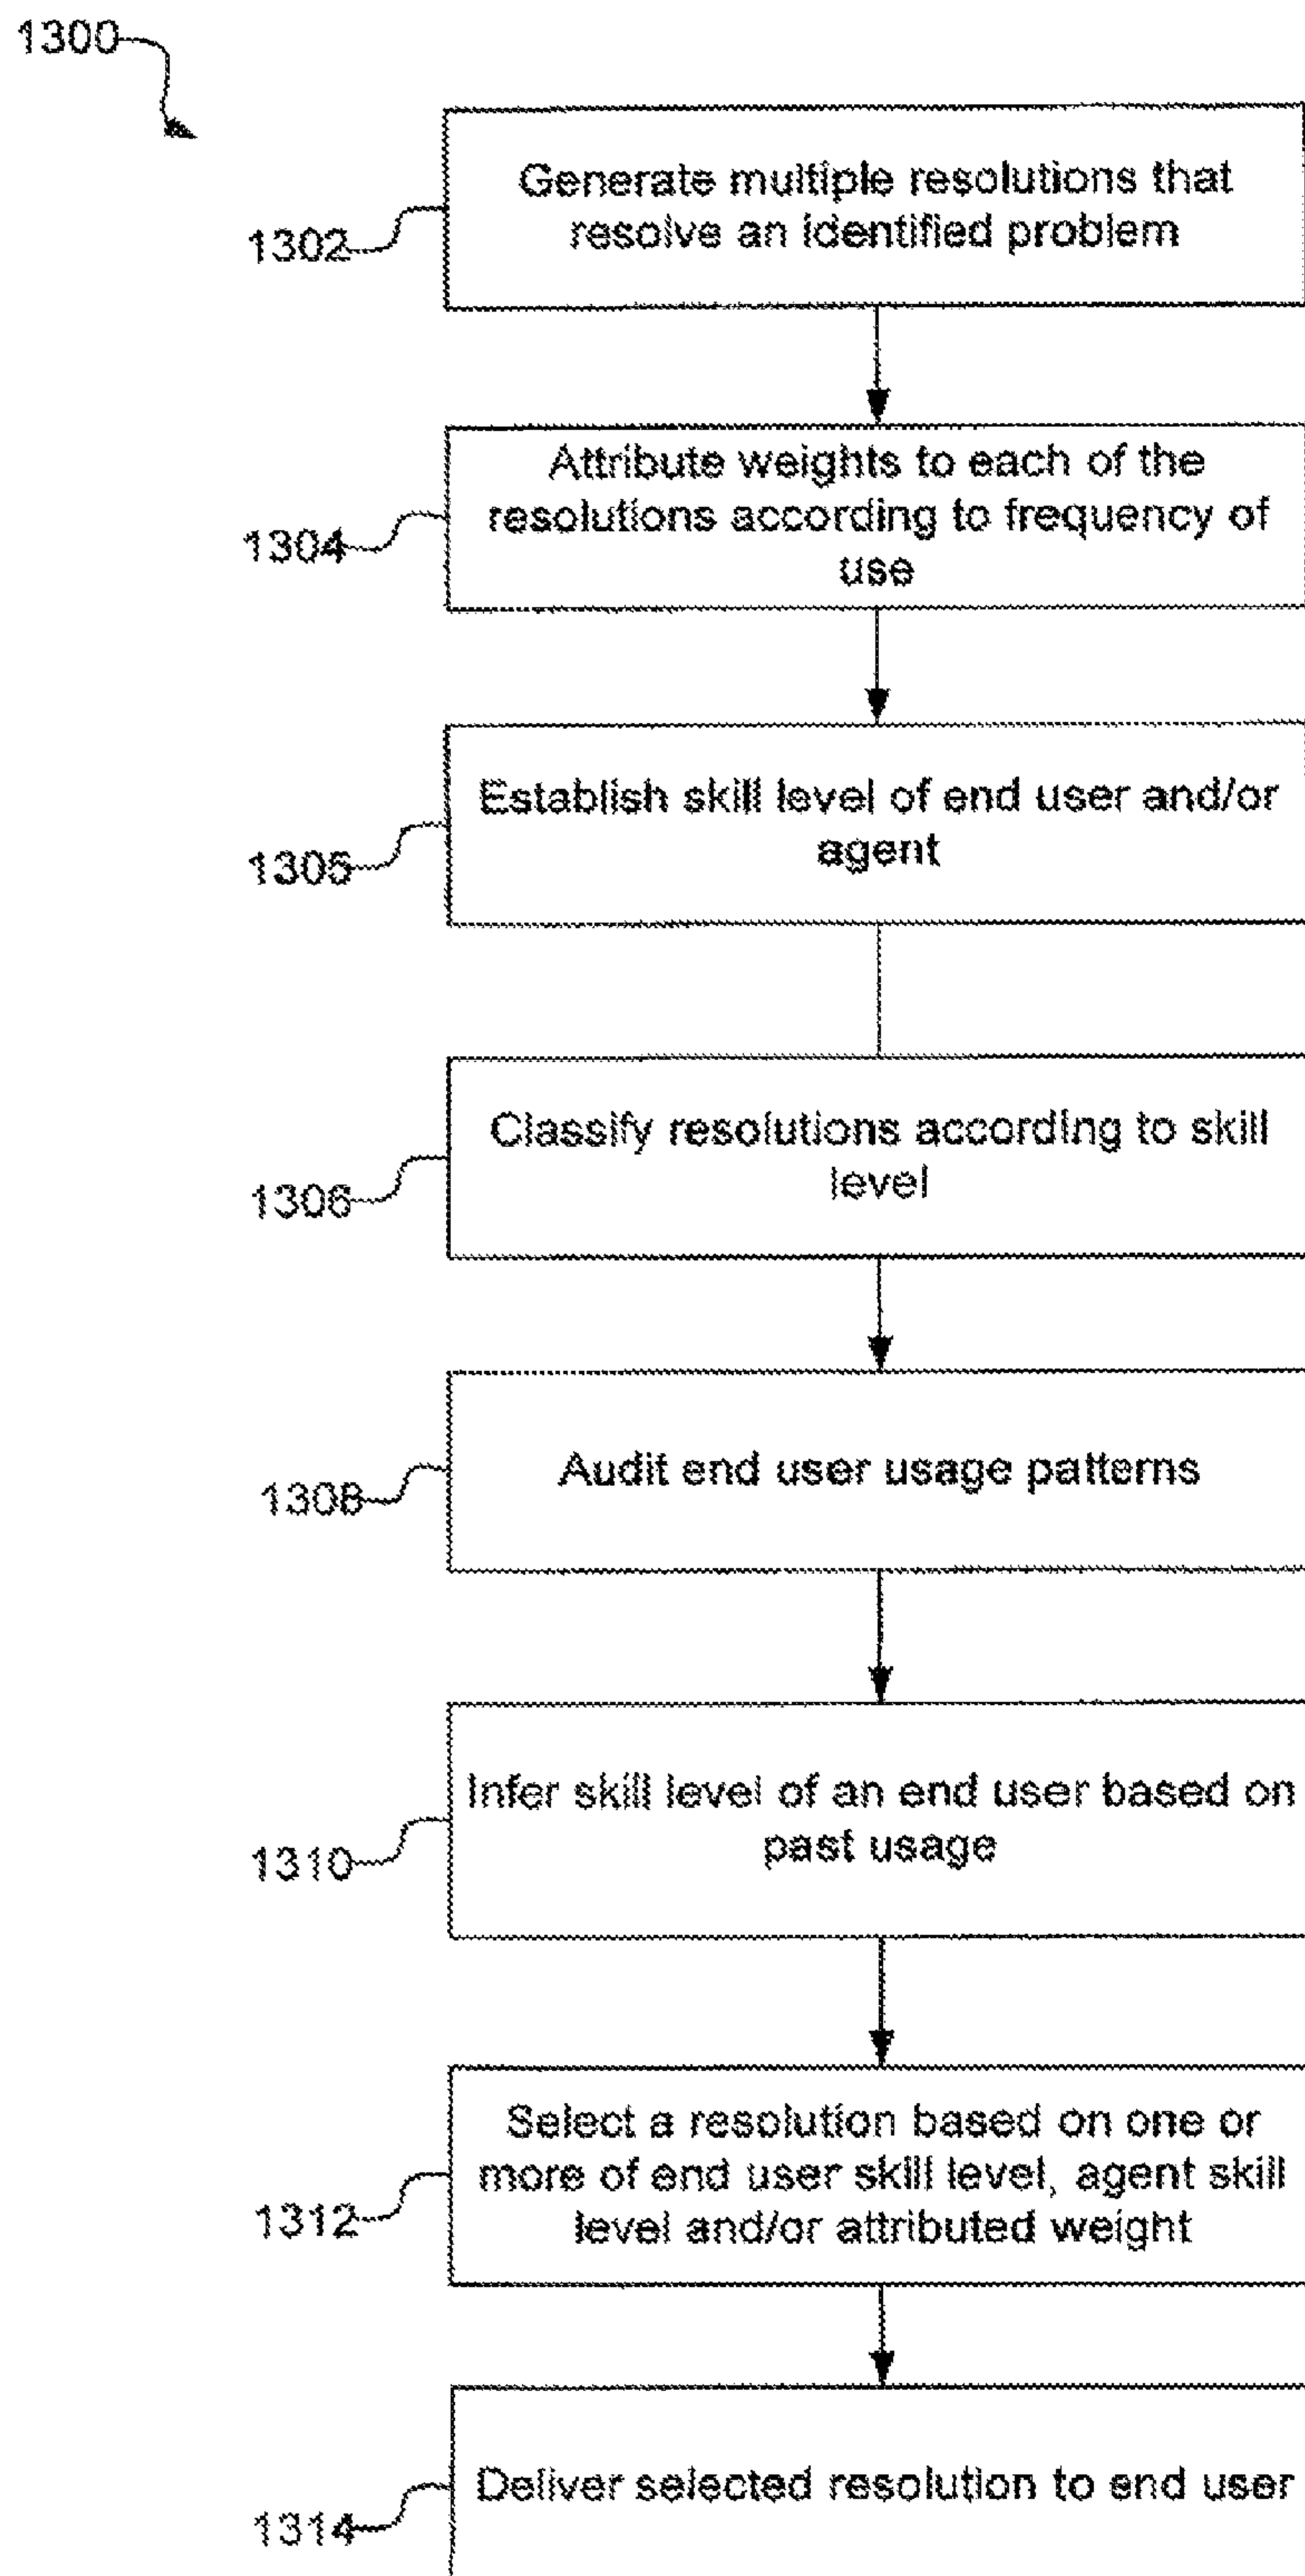 1300
Generate multiple resolutions that
resolve an identified problem
1302
Attribute weights to each of the
resolutions according to frequency of
use
1304
Establish skill level of end user and/or
agent
1305
Classify resolutions according to skill
level
1306
Audit end user usage patterns
1308
Infer skill level of an end user based on
past usage
1310
Select a resolution based on one or
more of end user skill level, agent skill
level and/or attributed weight
1312
Deliver selected resolution to end user
1314